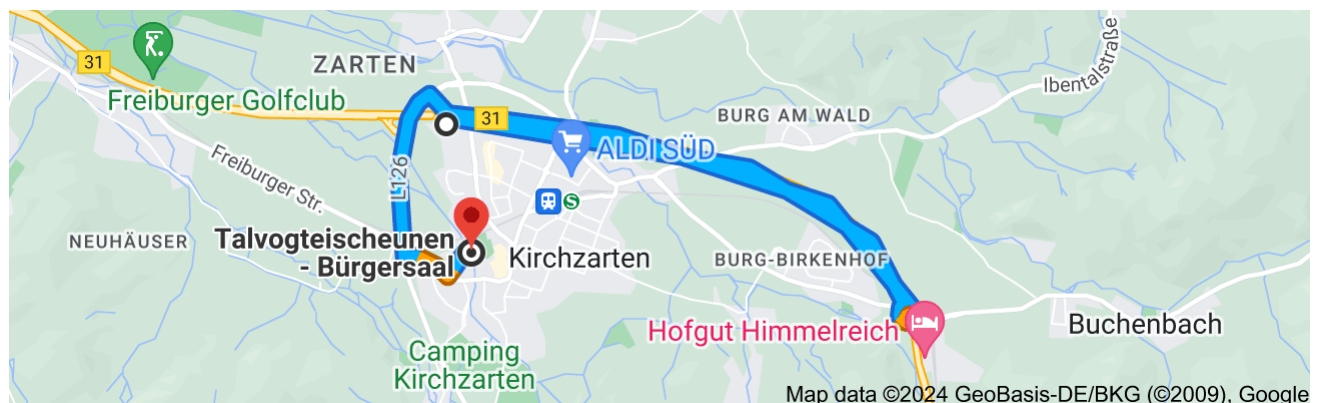 31
ZARTEN
Freiburger Golfclub
Ibentalstraße
31
BURG AM WALD
ALDI SÜD
Freiburger Str.
L126
S
NEUHÄUSER
Talvogteischeunen
- Bürgersaal
Kirchzarten
BURG-BIRKENHOF
Hofgut Himmelreich
Buchenbach
Camping
Kirchzarten
Map data ©2024 GeoBasis-DE/BKG (©2009), Google